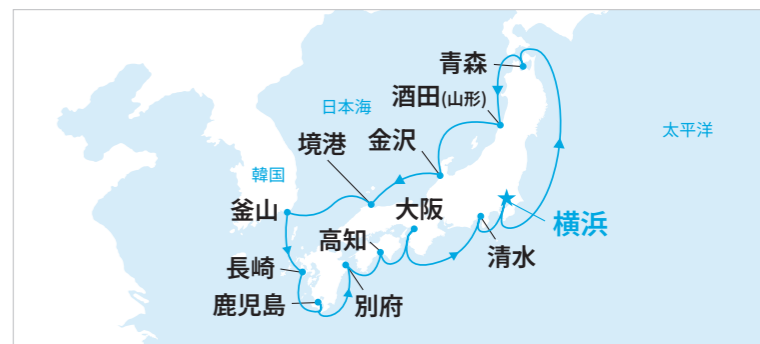 青森
酒田(山形)
日本海
太平洋
金沢
境港
韓国
釜山
大阪
横浜
高知
清水
長崎
鹿児島
別府